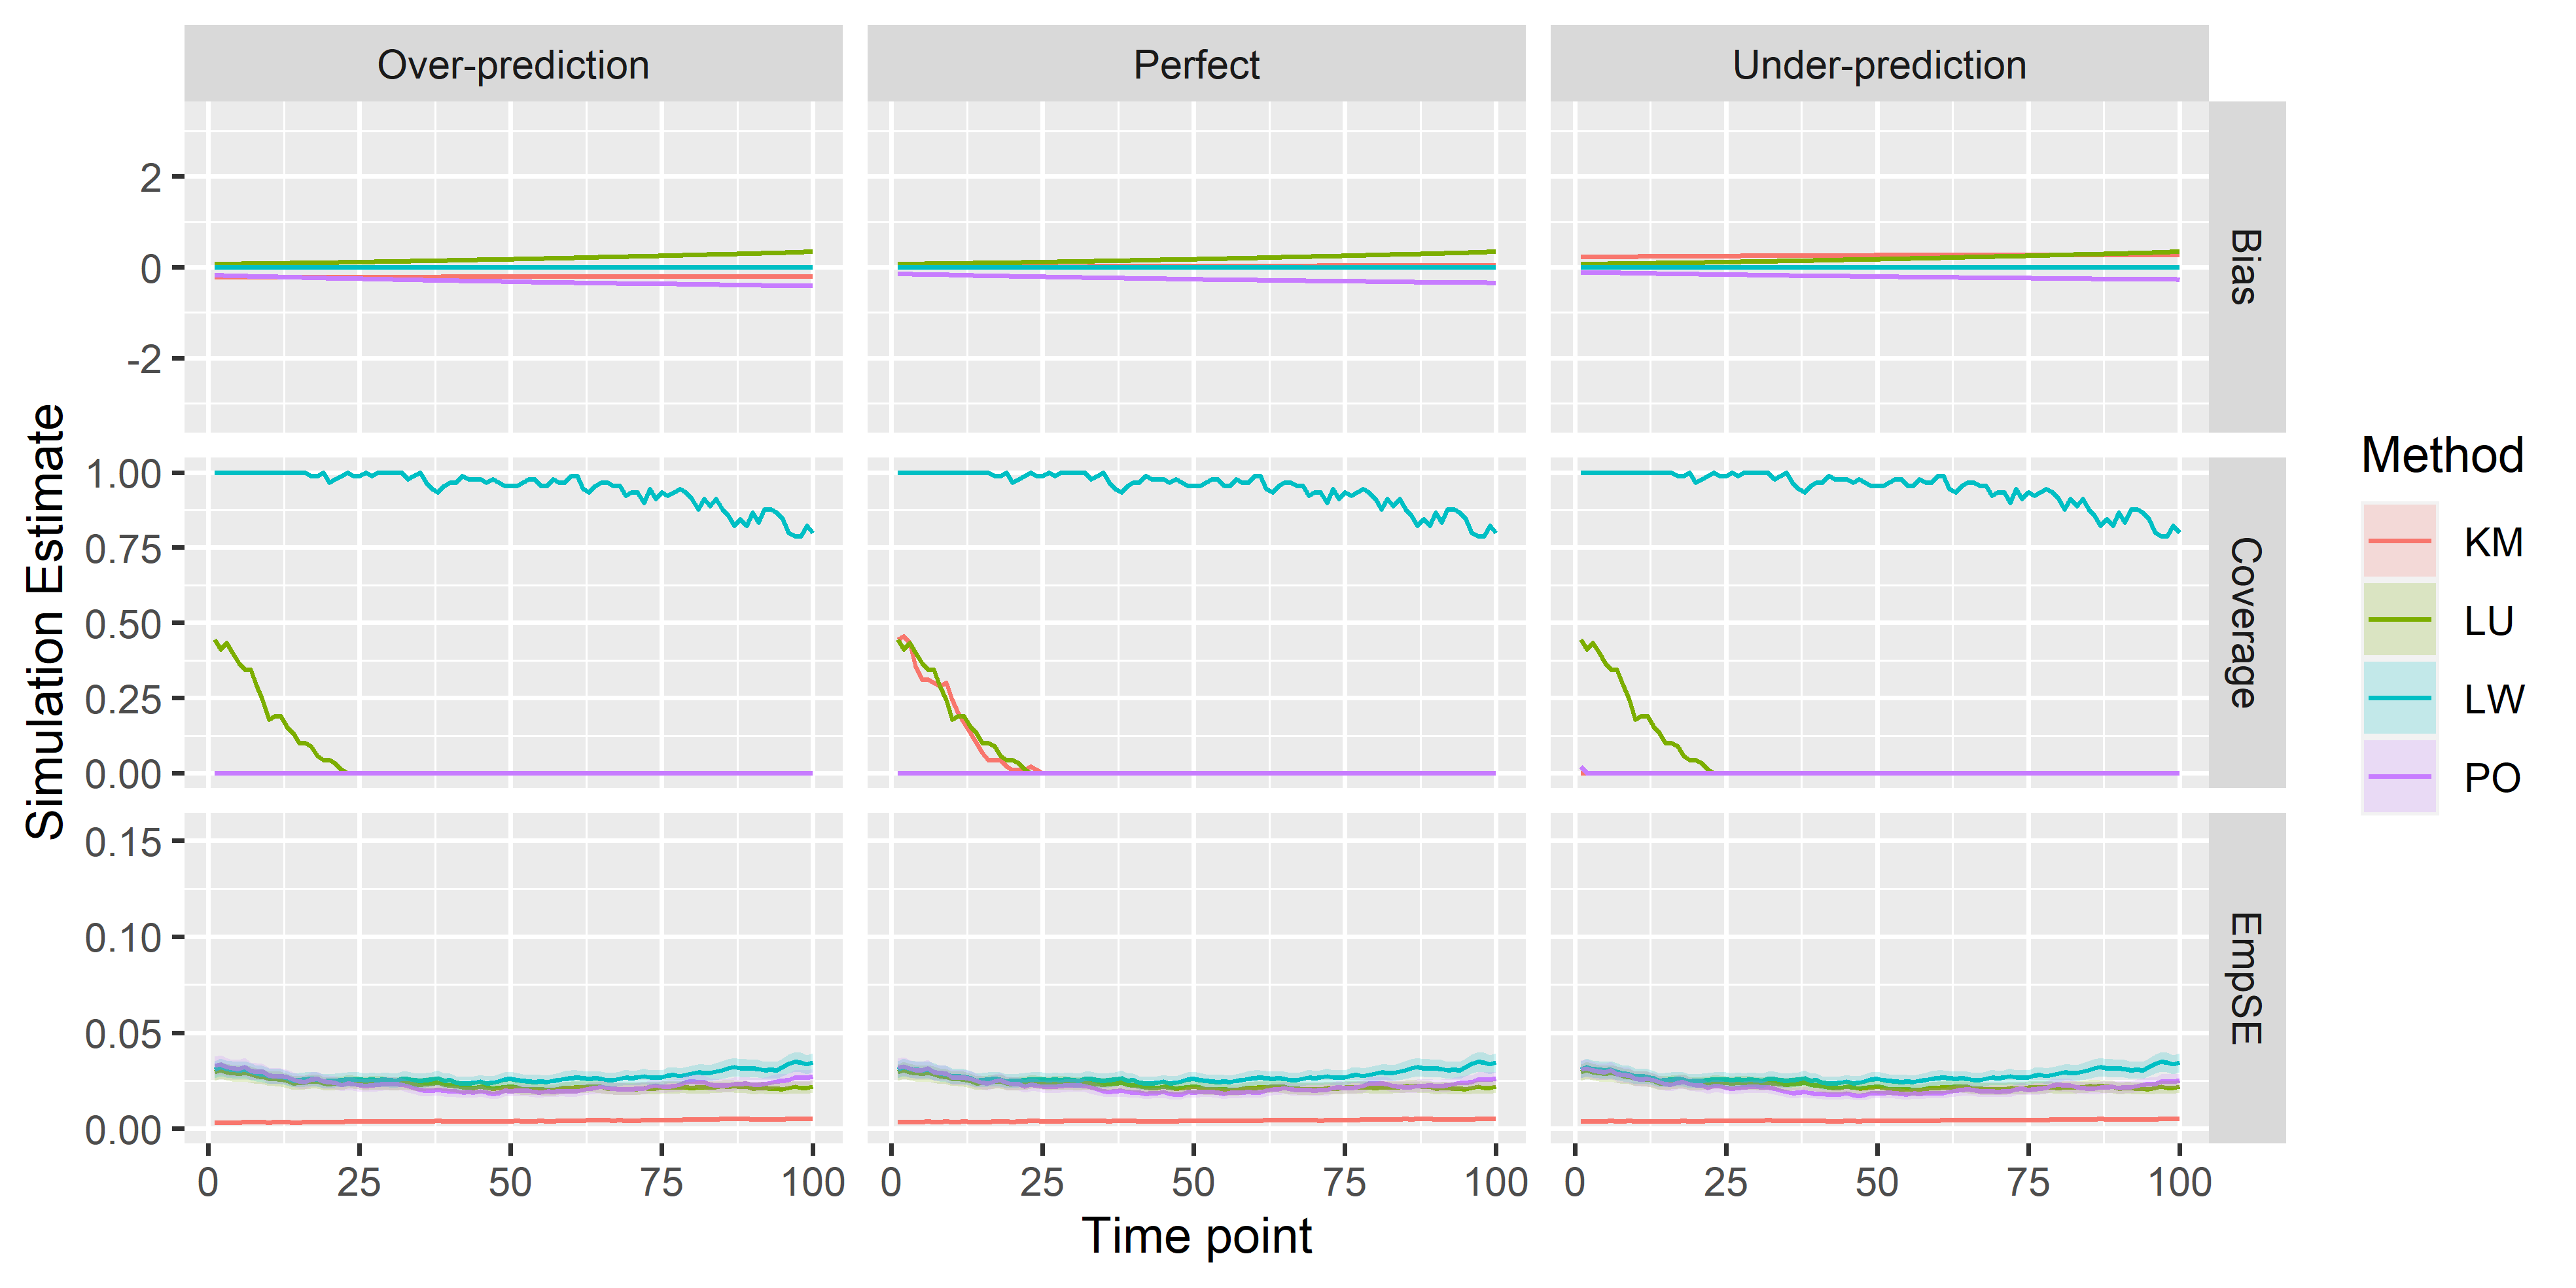 Over-prediction
Perfect
Under-prediction
2
0
-2
Bias
1.00
0.75
0.50
0.25
0.00
Coverage
0.15
0.10
0.05
0.00
EmpSE
0 25 50 75 100
0 25 50 75 100
0 25 50 75 100
Time point
Simulation Estimate
Method
KM
LU
LW
PO